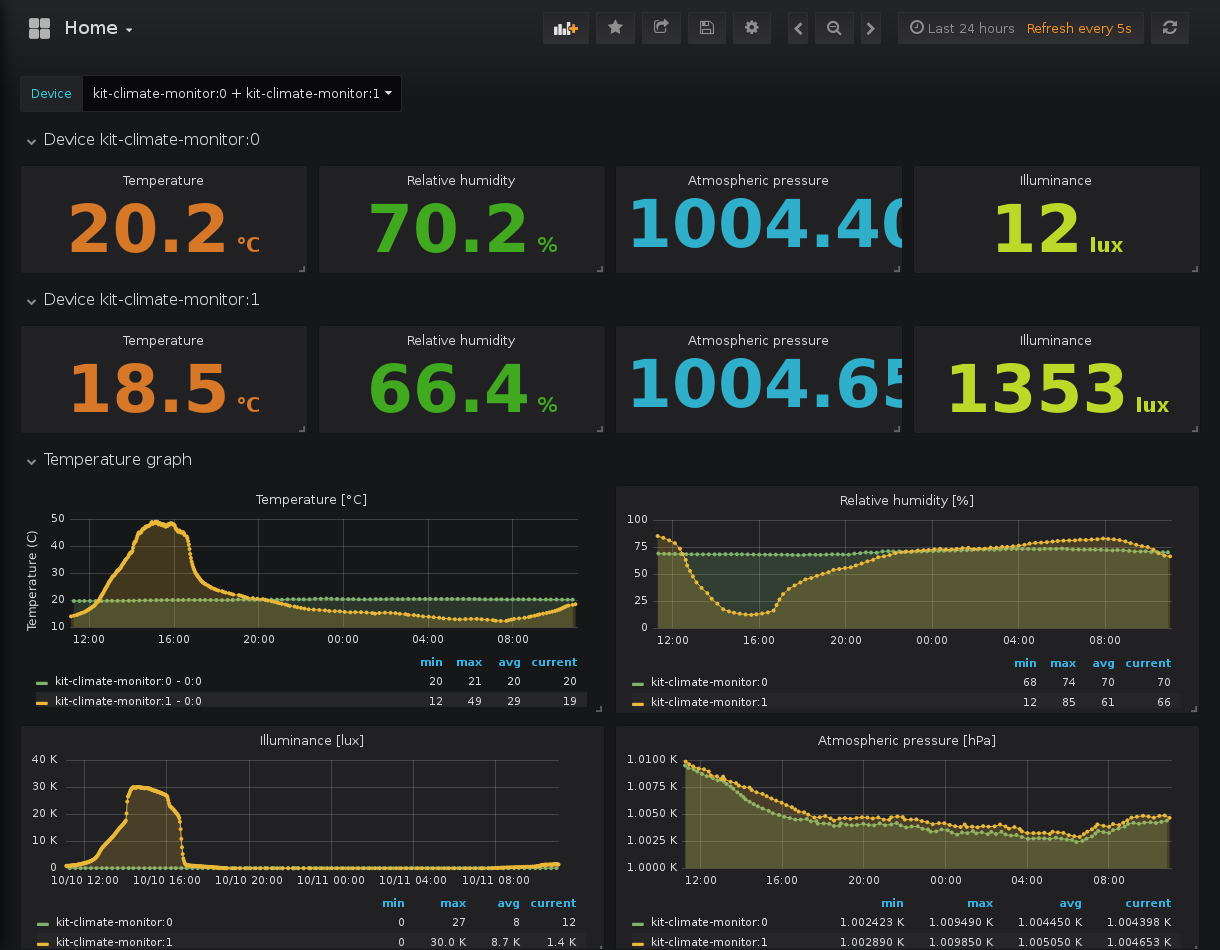 Home
Last 24 hours Refresh every 5s
Device kit-climate-monitor:0 + kit-climate-monitor:1
Device kit-climate-monitor:0
Temperature Relative humidity Atmospheric pressure Illuminance
20.2 °C 70.2 % 1004.40 12 lux
Device kit-climate-monitor:1
Temperature Relative humidity Atmospheric pressure Illuminance
18.5 °C 66.4 % 1004.65 1353 lux
Temperature graph
Temperature [°C]
Temperature (C)
50
40
30
20
10
12:00 16:00 20:00 00:00 04:00 08:00
min max avg current
kit-climate-monitor:0 - 0:0 20 21 20 20
kit-climate-monitor:1 - 0:0 12 49 29 19
Relative humidity [%]
100
75
50
25
0
12:00 16:00 20:00 00:00 04:00 08:00
min max avg current
kit-climate-monitor:0 68 74 70 70
kit-climate-monitor:1 12 85 61 66
Illuminance [lux]
40 K
30 K
20 K
10 K
0
10/10 12:00 10/10 16:00 10/10 20:00 10/11 00:00 10/11 04:00 10/11 08:00
min max avg current
kit-climate-monitor:0 0 27 8 12
kit-climate-monitor:1 0 30.0 K 8.7 K 1.4 K
Atmospheric pressure [hPa]
1.0100 K
1.0075 K
1.0050 K
1.0025 K
1.0000 K
12:00 16:00 20:00 00:00 04:00 08:00
min max avg current
kit-climate-monitor:0 1.002423 K 1.009490 K 1.004450 K 1.004398 K
kit-climate-monitor:1 1.002890 K 1.009850 K 1.005050 K 1.004653 K